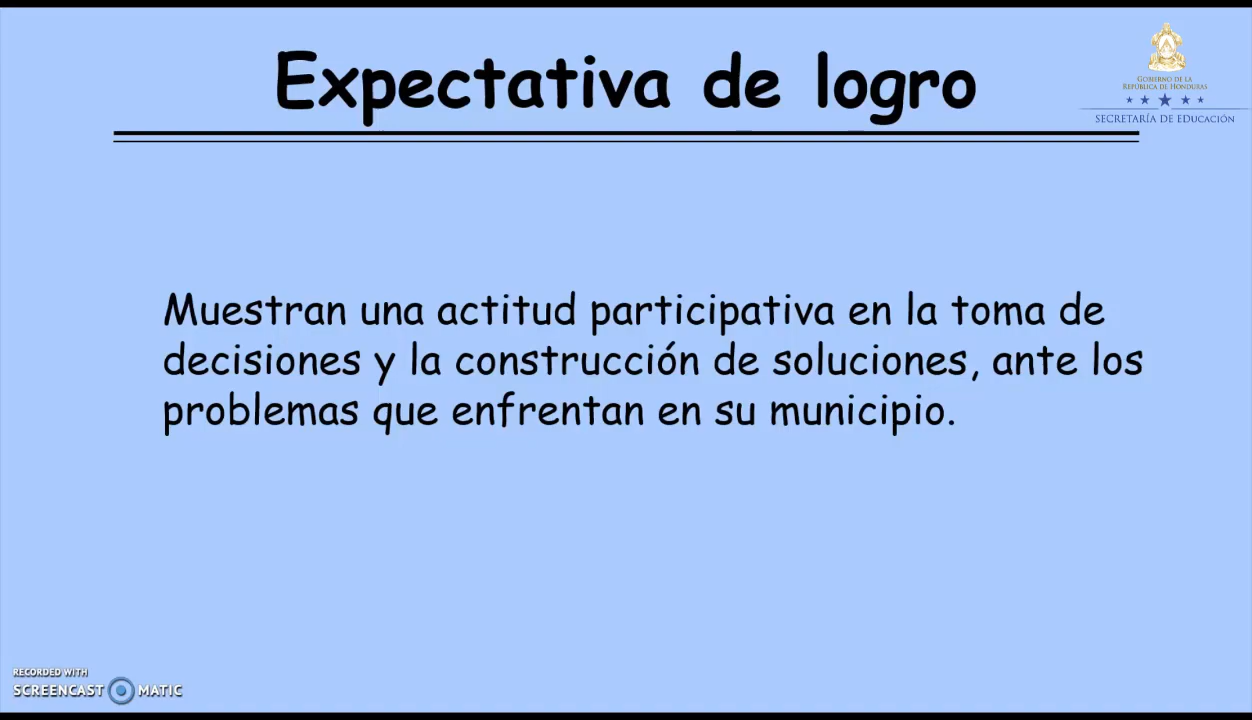 Expectativa de logro
GOBIERNO DE LA
REPÚBLICA DE HONDURAS
SECRETARÍA DE EDUCACIÓN
Muestran una actitud participativa en la toma de
decisiones y la construcción de soluciones, ante los
problemas que enfrentan en su municipio.
RECORDED WITH
SCREENCAST MATIC